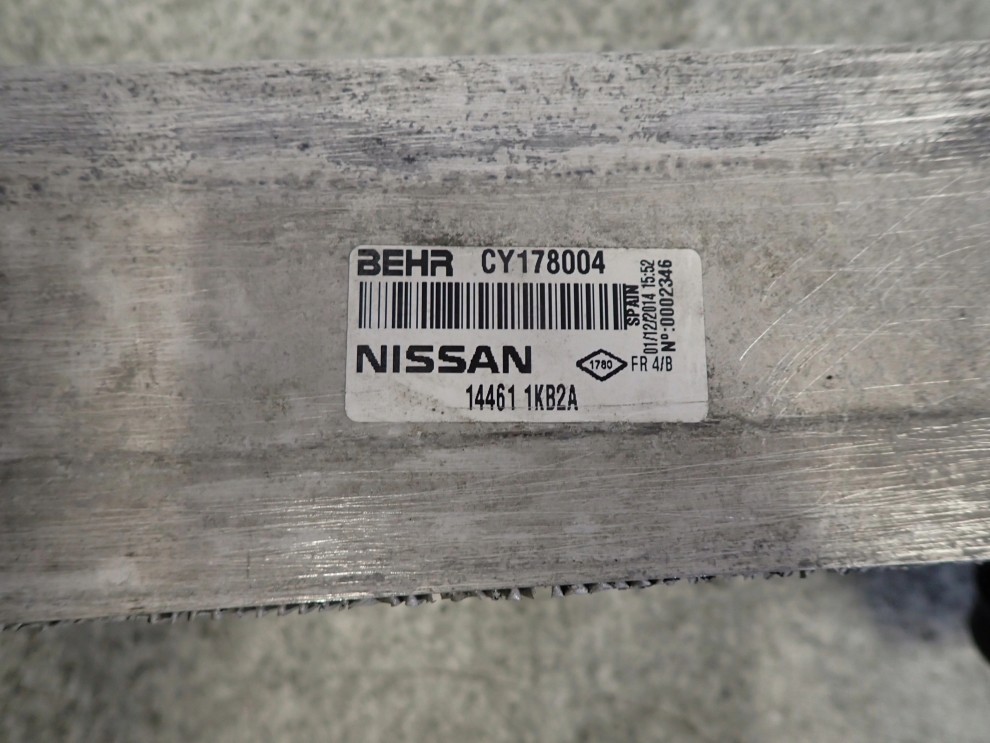 BEHR CY178004
SPAIN
01/12/2014 15:52
Nº:0002346
NISSAN
1780 FR 4/B
14461 1KB2A